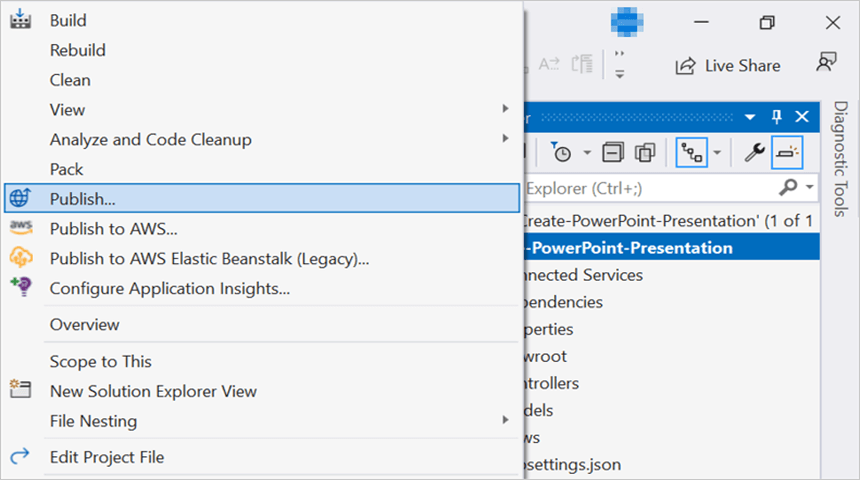 Build
Rebuild
Clean
View
Analyze and Code Cleanup
Pack
Publish...
aws
Publish to AWS...
Publish to AWS Elastic Beanstalk (Legacy)...
Configure Application Insights...
Overview
Scope to This
New Solution Explorer View
File Nesting
Edit Project File
Live Share
er
Explorer (Ctrl+;)
Create-PowerPoint-Presentation' (1 of 1
-PowerPoint-Presentation
nnected Services
pendencies
perties
wroot
ntrollers
dels
ws
psettings.json
Diagnostic Tools